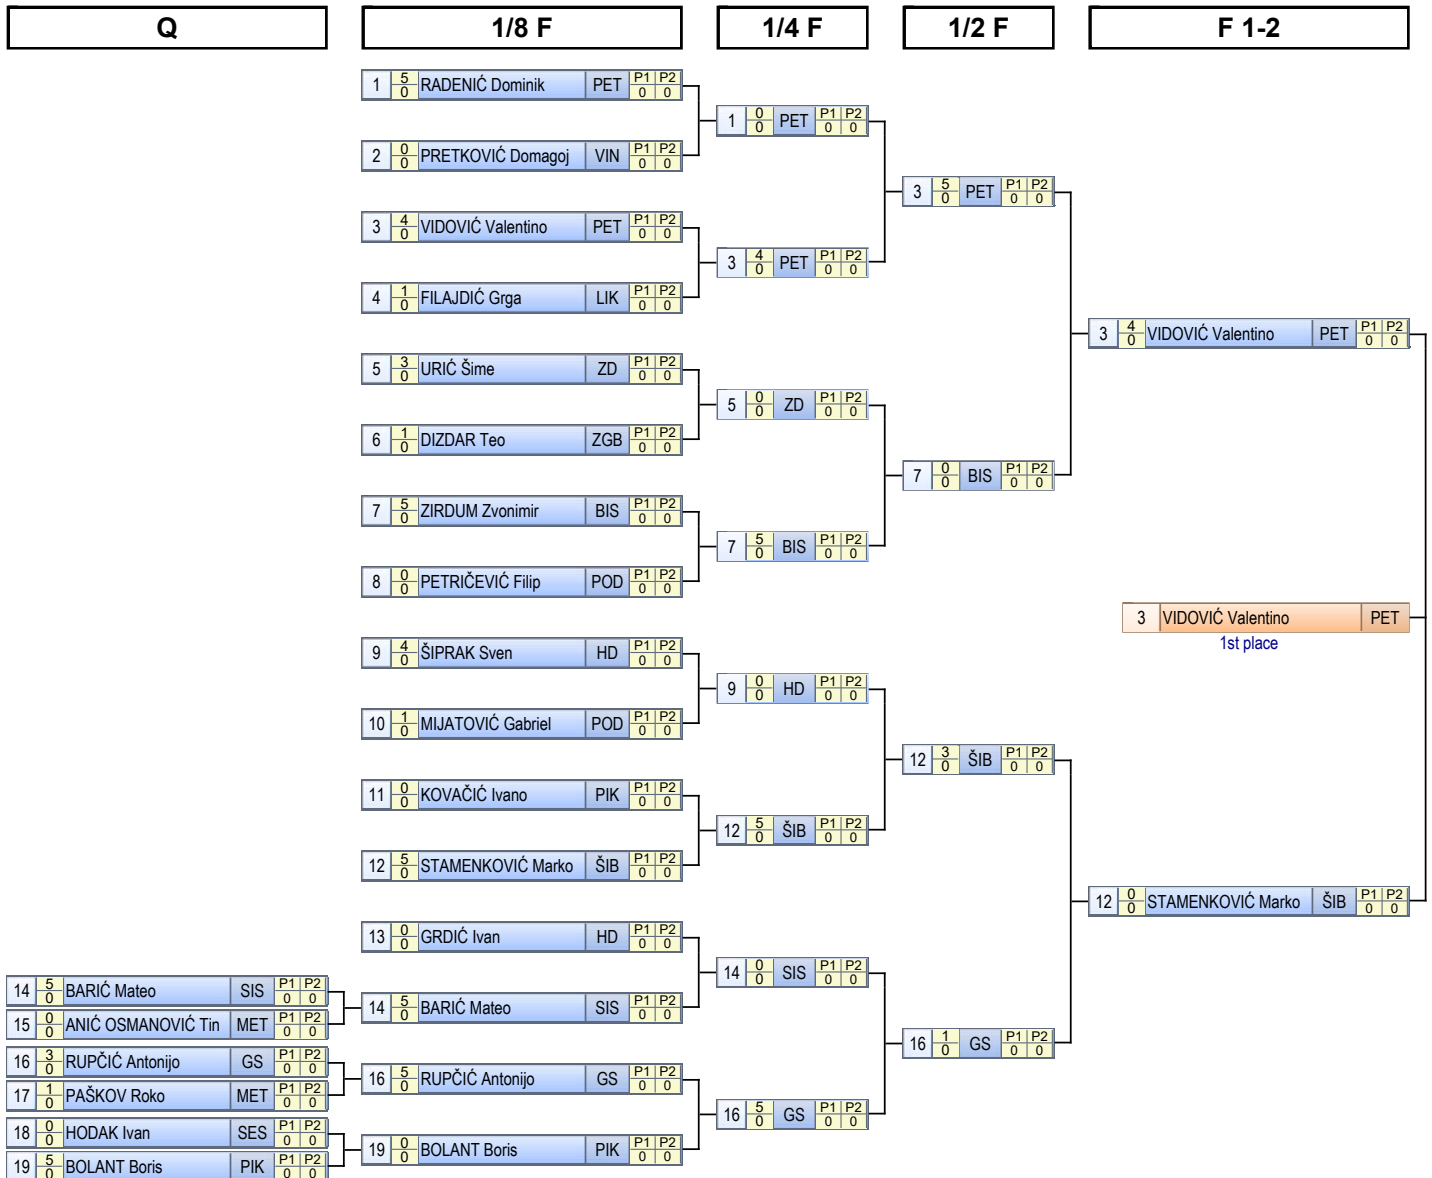 Q 1/8 F 1/4 F 1/2 F F 1-2
1 5 0 RADENIĆ Dominik PET P1 P2 0 0
2 0 0 PRETKOVIĆ Domagoj VIN P1 P2 0 0
3 4 0 VIDOVIĆ Valentino PET P1 P2 0 0
4 1 0 FILAJDIĆ Grga LIK P1 P2 0 0
5 3 0 URIĆ Šime ZD P1 P2 0 0
6 1 0 DIZDAR Teo ZGB P1 P2 0 0
7 5 0 ZIRDUM Zvonimir BIS P1 P2 0 0
8 0 0 PETRIČEVIĆ Filip POD P1 P2 0 0
9 4 0 ŠIPRAK Sven HD P1 P2 0 0
10 1 0 MIJATOVIĆ Gabriel POD P1 P2 0 0
11 0 0 KOVAČIĆ Ivano PIK P1 P2 0 0
12 5 0 STAMENKOVIĆ Marko ŠIB P1 P2 0 0
13 0 0 GRDIĆ Ivan HD P1 P2 0 0
14 5 0 BARIĆ Mateo SIS P1 P2 0 0
15 0 0 ANIĆ OSMANOVIĆ Tin MET P1 P2 0 0
16 3 0 RUPČIĆ Antonijo GS P1 P2 0 0
17 1 0 PAŠKOV Roko MET P1 P2 0 0
18 0 0 HODAK Ivan SES P1 P2 0 0
19 5 0 BOLANT Boris PIK P1 P2 0 0
14 5 0 BARIĆ Mateo SIS P1 P2 0 0
16 5 0 RUPČIĆ Antonijo GS P1 P2 0 0
19 0 0 BOLANT Boris PIK P1 P2 0 0
1 0 0 PET P1 P2 0 0
3 4 0 PET P1 P2 0 0
5 0 0 ZD P1 P2 0 0
7 5 0 BIS P1 P2 0 0
9 0 0 HD P1 P2 0 0
12 5 0 ŠIB P1 P2 0 0
14 0 0 SIS P1 P2 0 0
16 5 0 GS P1 P2 0 0
3 5 0 PET P1 P2 0 0
7 0 0 BIS P1 P2 0 0
12 3 0 ŠIB P1 P2 0 0
16 1 0 GS P1 P2 0 0
3 4 0 VIDOVIĆ Valentino PET P1 P2 0 0
12 0 0 STAMENKOVIĆ Marko ŠIB P1 P2 0 0
3 VIDOVIĆ Valentino PET
1st place